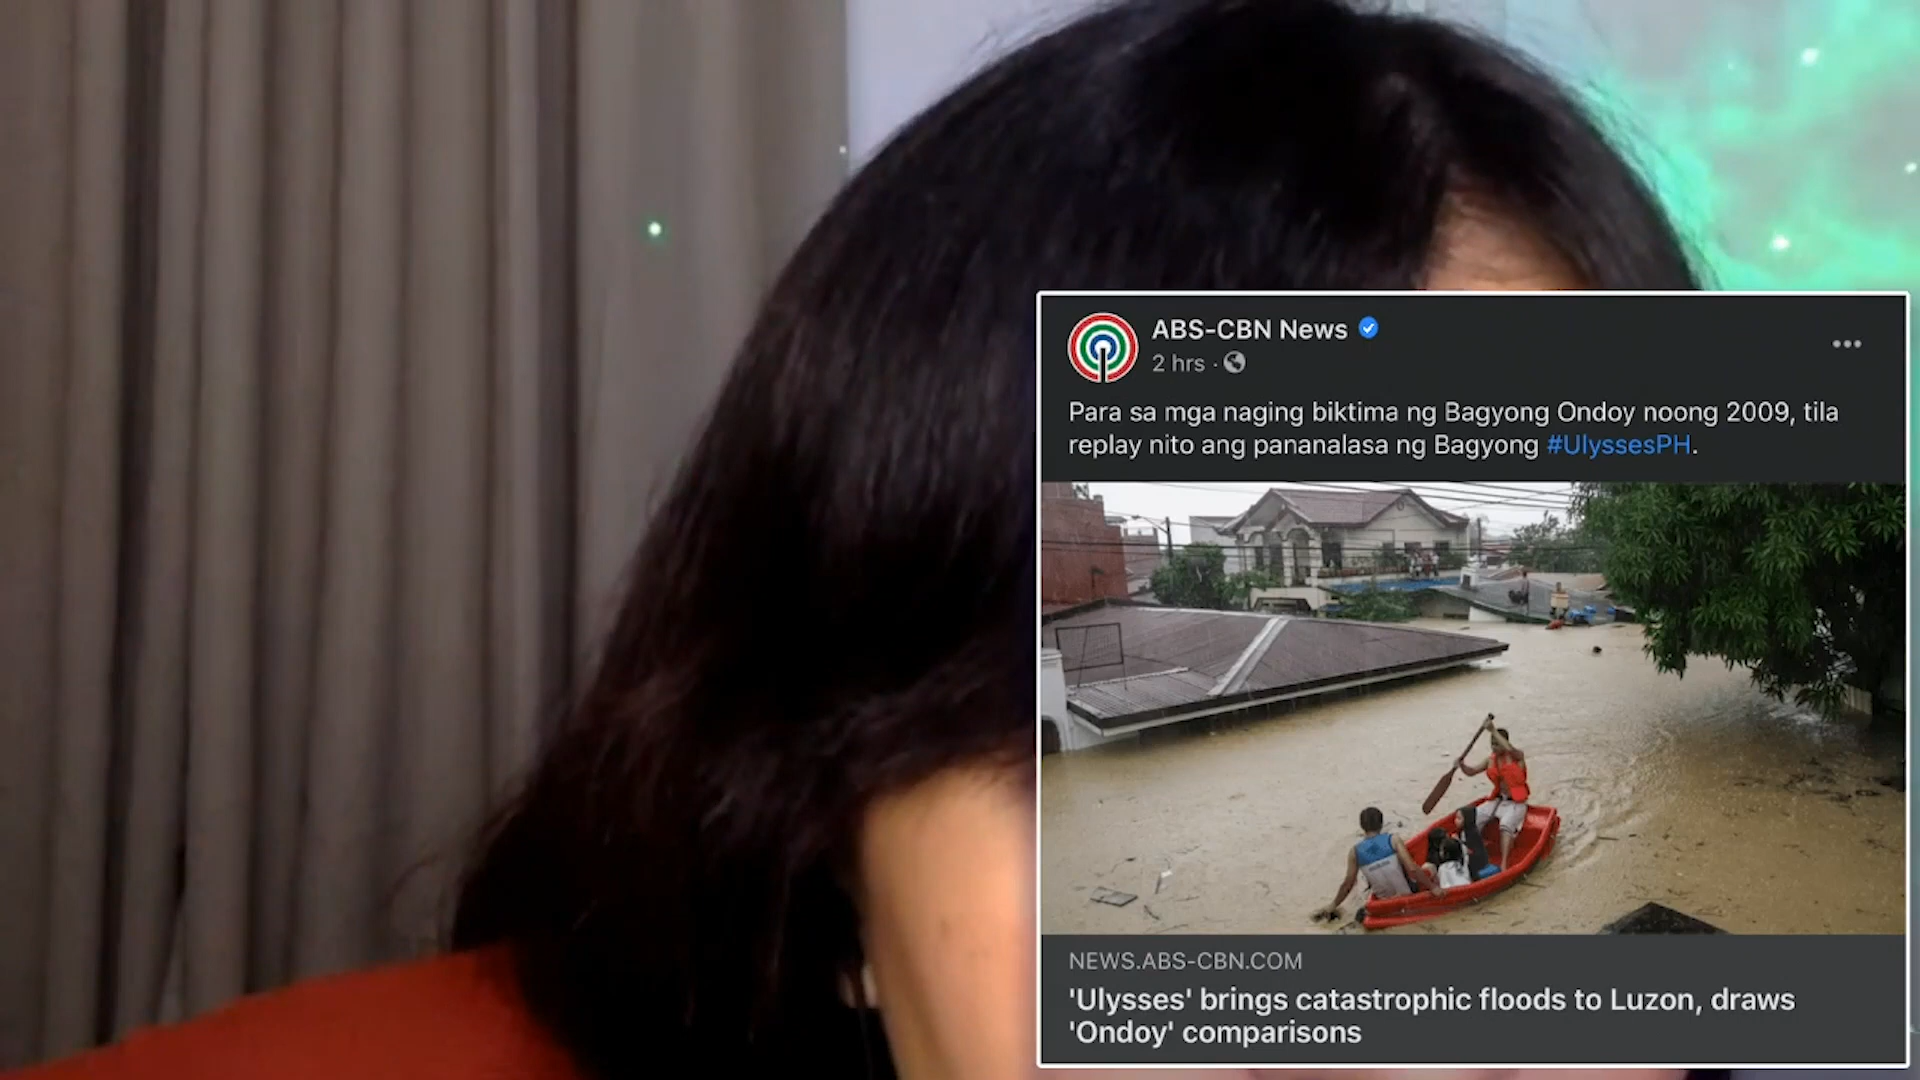 ABS-CBN News
2 hrs ·
Para sa mga naging biktima ng Bagyong Ondoy noong 2009, tila
replay nito ang pananalasa ng Bagyong #UlyssesPH.
NEWS.ABS-CBN.COM
'Ulysses' brings catastrophic floods to Luzon, draws
'Ondoy' comparisons